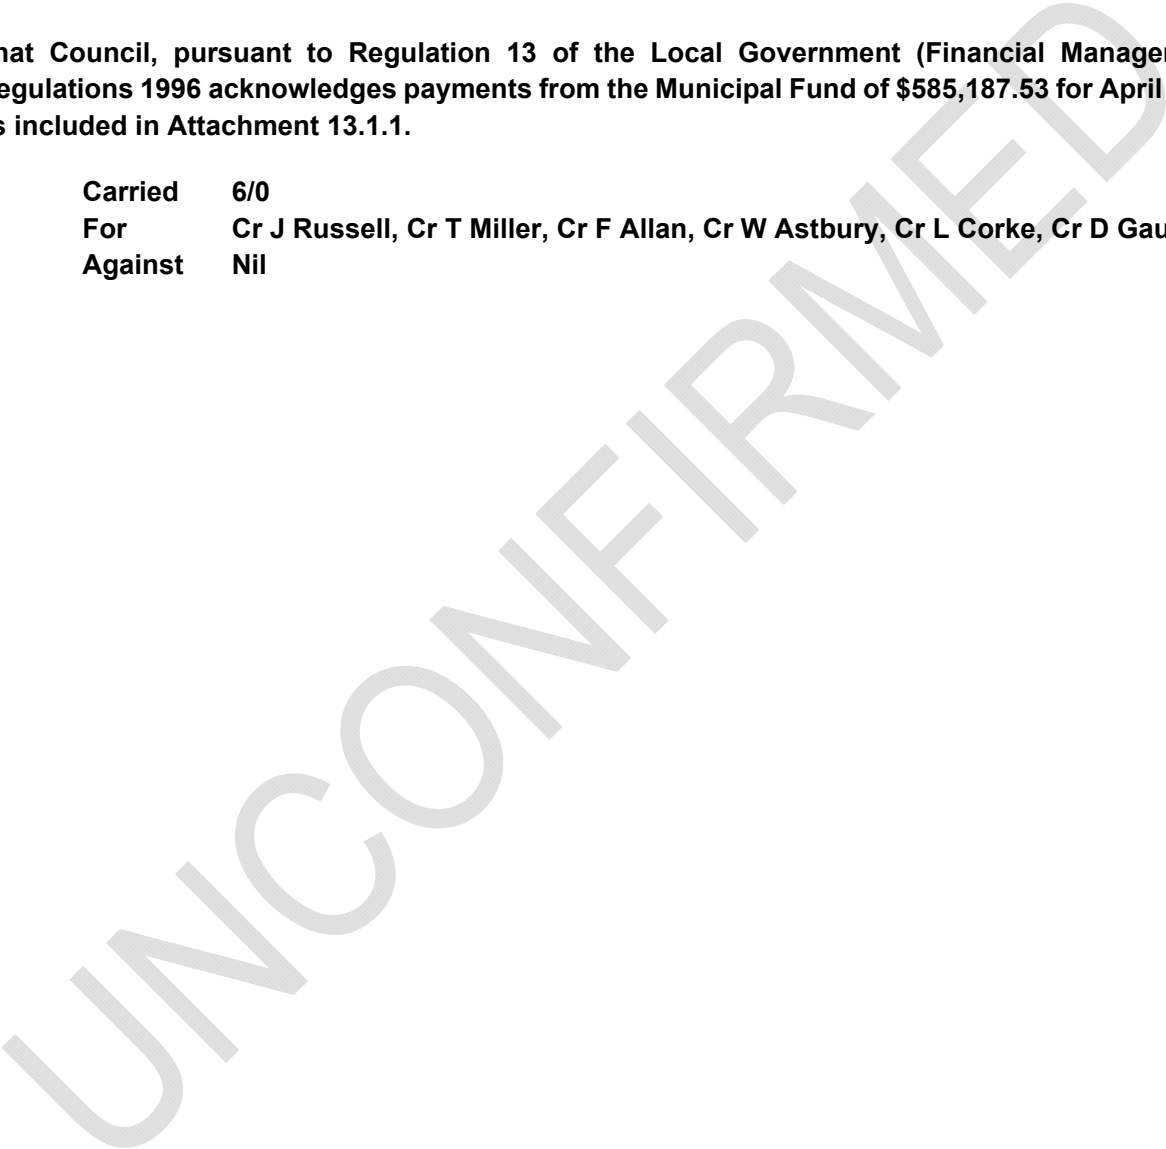 hat Council, pursuant to Regulation 13 of the Local Government (Financial Manager
egulations 1996 acknowledges payments from the Municipal Fund of $585,187.53 for April
s included in Attachment 13.1.1.
Carried 6/0
For Cr J Russell, Cr T Miller, Cr F Allan, Cr W Astbury, Cr L Corke, Cr D Gau
Against Nil
UNCONFIRMED